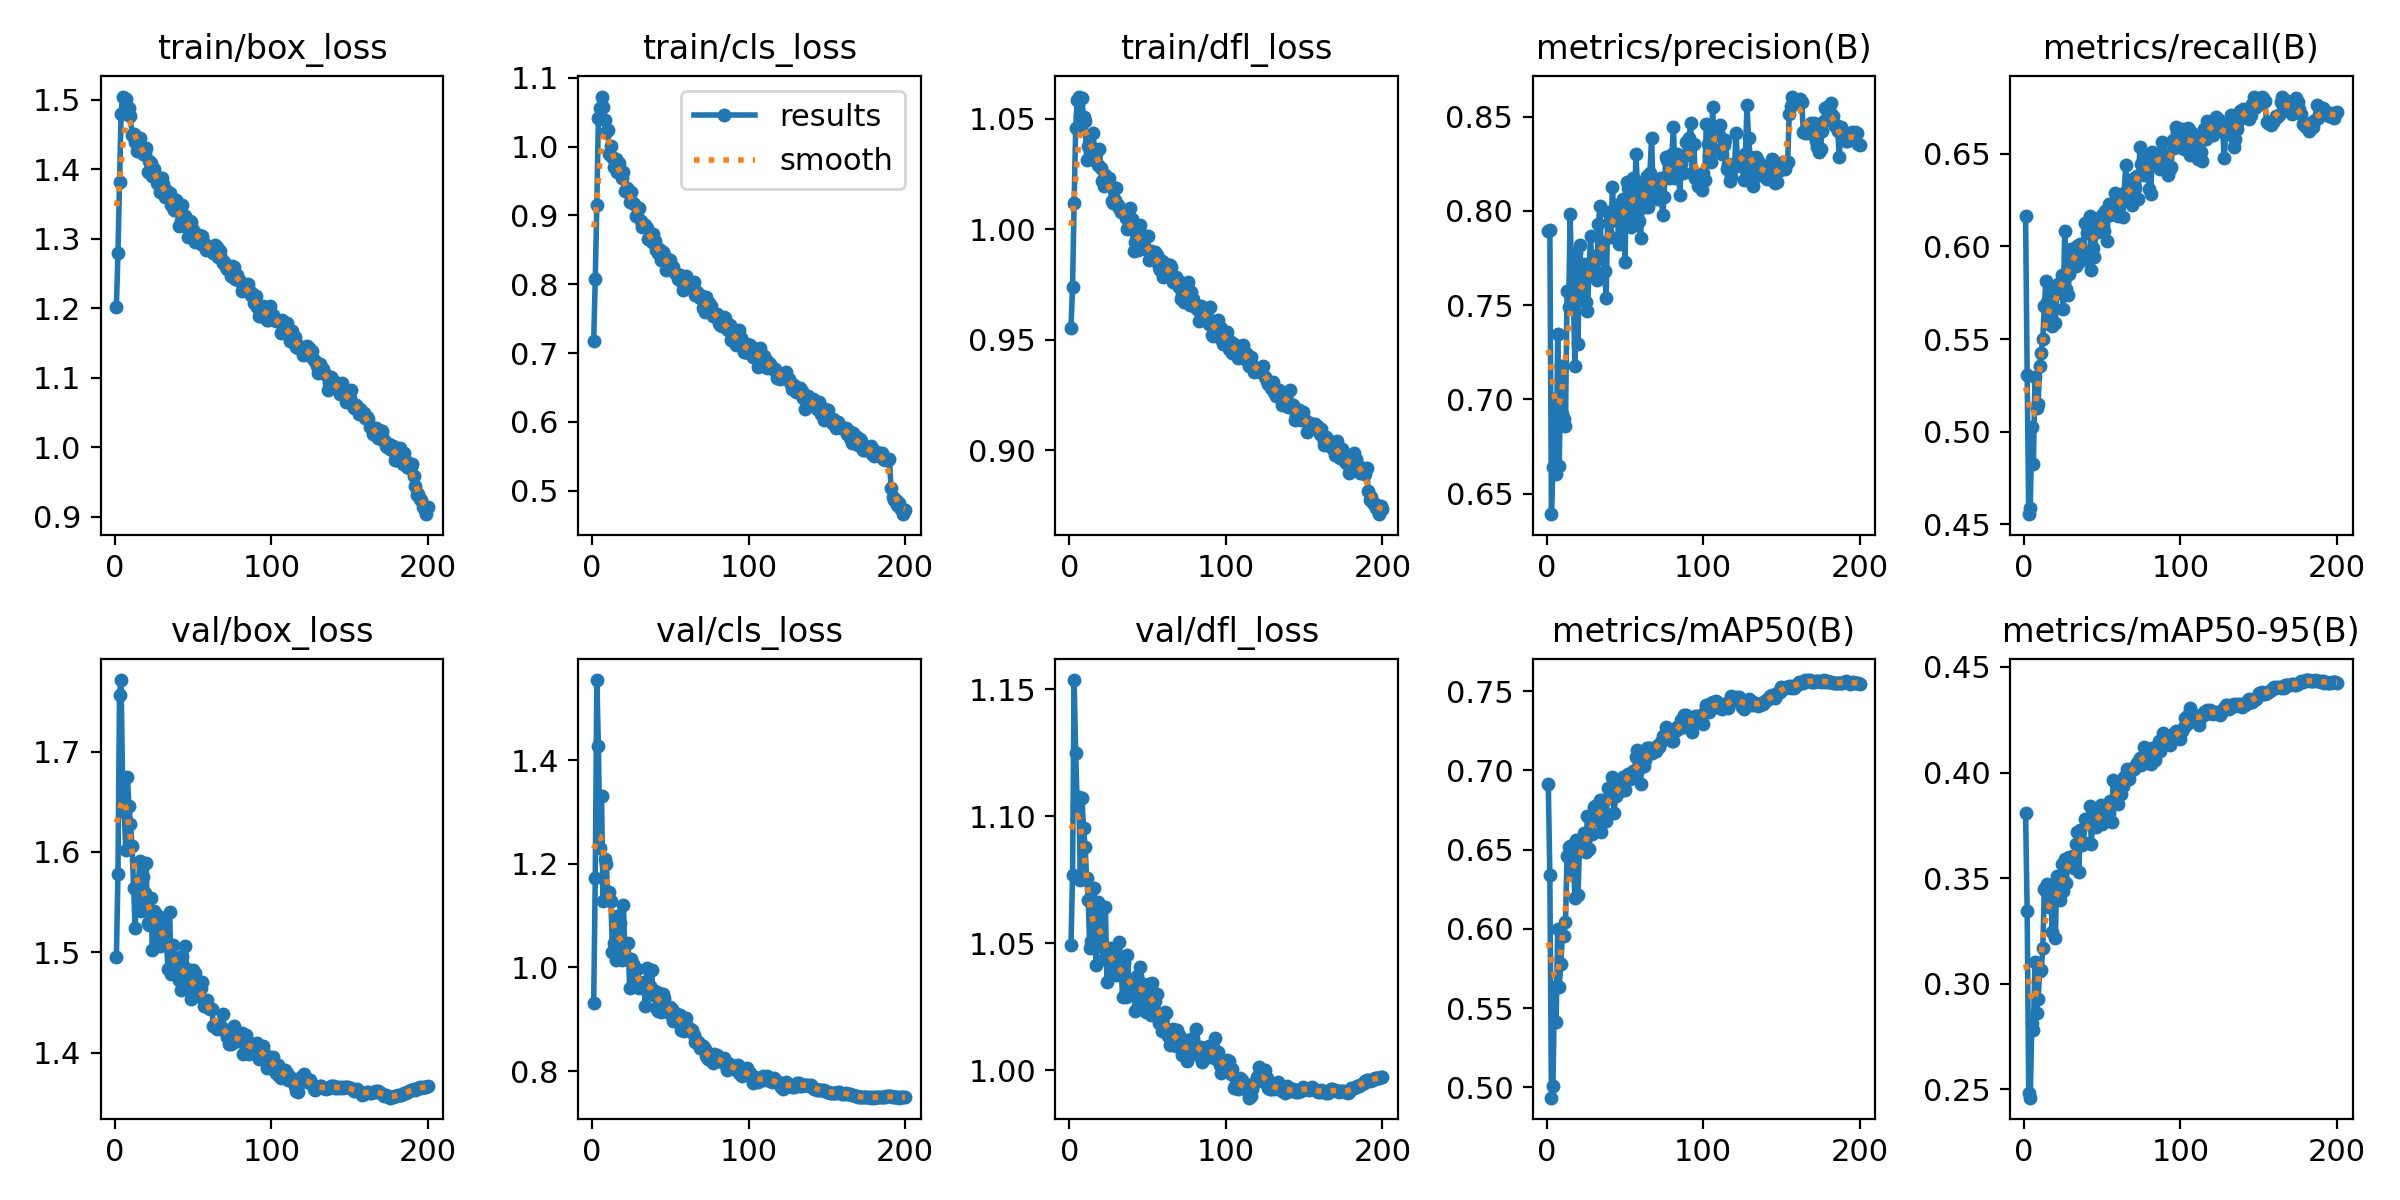 train/box_loss
1.5
1.4
1.3
1.2
1.1
1.0
0.9
0 100 200
train/cls_loss
1.1
1.0
0.9
0.8
0.7
0.6
0.5
results
smooth
0 100 200
train/dfl_loss
1.05
1.00
0.95
0.90
0 100 200
metrics/precision(B)
0.85
0.80
0.75
0.70
0.65
0 100 200
metrics/recall(B)
0.65
0.60
0.55
0.50
0.45
0 100 200
val/box_loss
1.7
1.6
1.5
1.4
0 100 200
val/cls_loss
1.4
1.2
1.0
0.8
0 100 200
val/dfl_loss
1.15
1.10
1.05
1.00
0 100 200
metrics/mAP50(B)
0.75
0.70
0.65
0.60
0.55
0.50
0 100 200
metrics/mAP50-95(B)
0.45
0.40
0.35
0.30
0.25
0 100 200